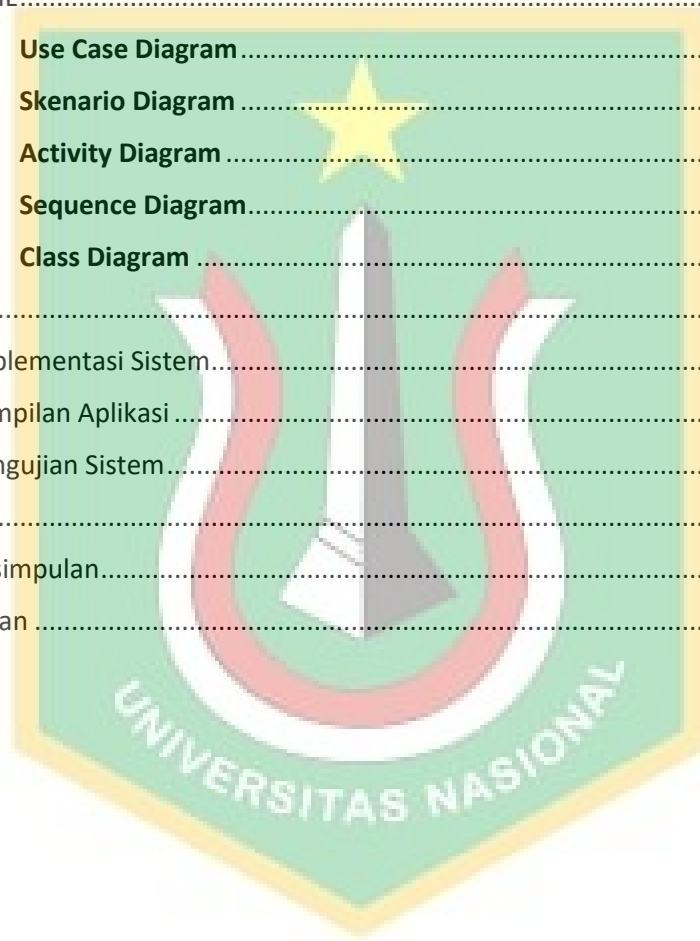 Use Case Diagram........................................................................
Skenario Diagram ........................................................................
Activity Diagram ........................................................................
Sequence Diagram........................................................................
Class Diagram ........................................................................
........................................................................
plementasi Sistem........................................................................
mpilan Aplikasi ........................................................................
ngujian Sistem........................................................................
........................................................................
simpulan........................................................................
an ........................................................................
UNIVERSITAS NASIONAL